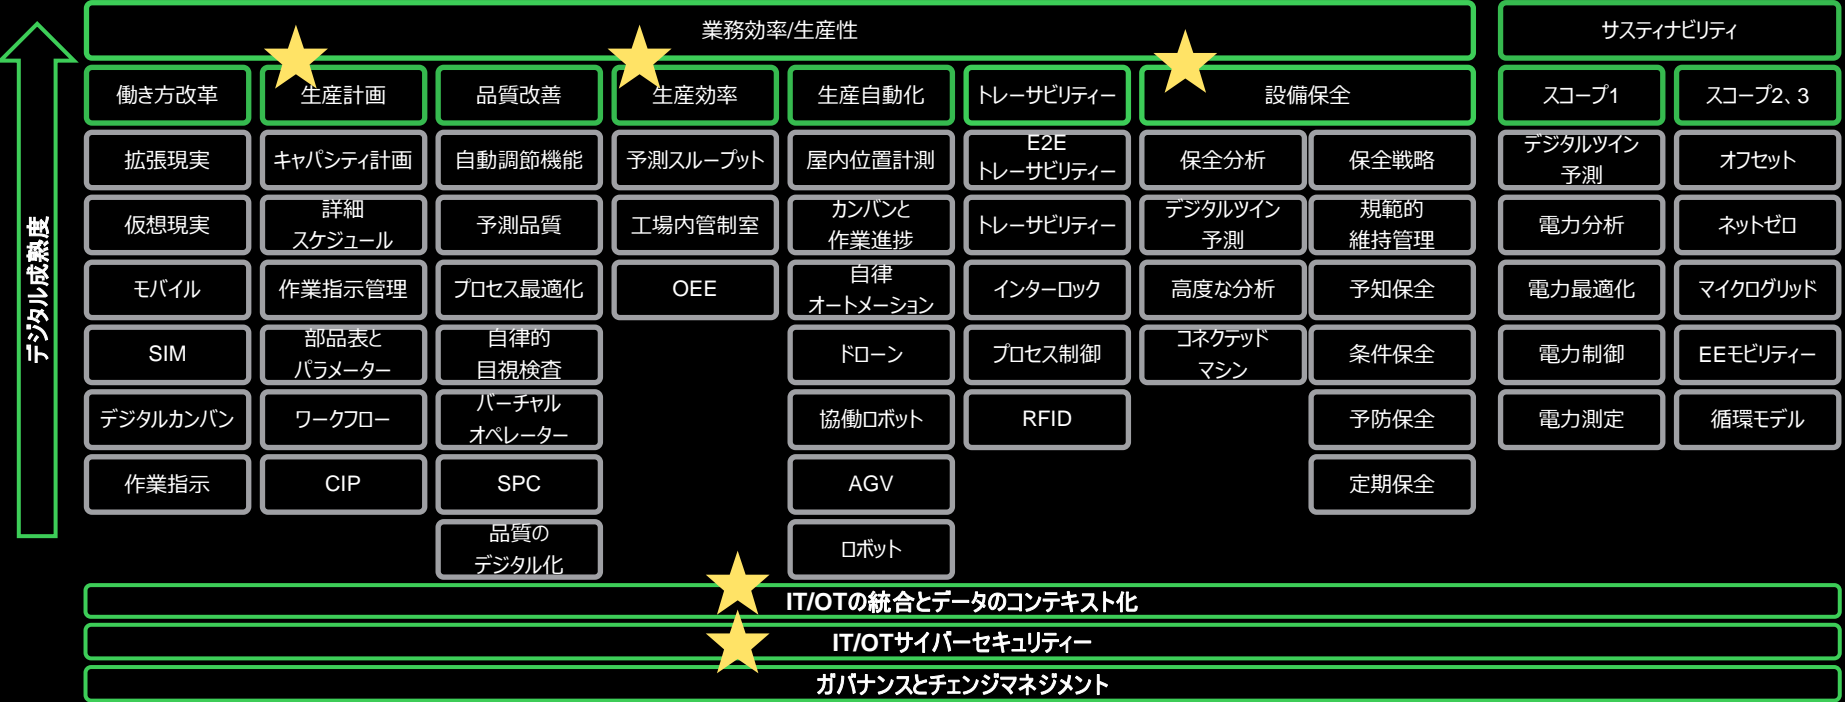 業務効率/生産性
サスティナビリティ
働き方改革
生産計画
品質改善
生産効率
生産自動化
トレーサビリティー
設備保全
スコープ1
スコープ2、3
拡張現実
キャパシティ計画
自動調節機能
予測スループット
屋内位置計測
E2E
トレーサビリティー
保全分析
保全戦略
デジタルツイン
予測
オフセット
仮想現実
詳細
スケジュール
予測品質
工場内管制室
カンバンと
作業進捗
トレーサビリティー
デジタルツイン
予測
規範的
維持管理
電力分析
ネットゼロ
モバイル
作業指示管理
プロセス最適化
OEE
自律
オートメーション
インターロック
高度な分析
予知保全
電力最適化
マイクログリッド
SIM
部品表と
パラメーター
自律的
目視検査
ドローン
プロセス制御
コネクテッド
マシン
条件保全
電力制御
EEモビリティー
デジタルカンバン
ワークフロー
バーチャル
オペレーター
協働ロボット
RFID
予防保全
電力測定
循環モデル
作業指示
CIP
SPC
AGV
定期保全
品質の
デジタル化
ロボット
デジタル成熟度
IT/OTの統合とデータのコンテキスト化
IT/OTサイバーセキュリティー
ガバナンスとチェンジマネジメント